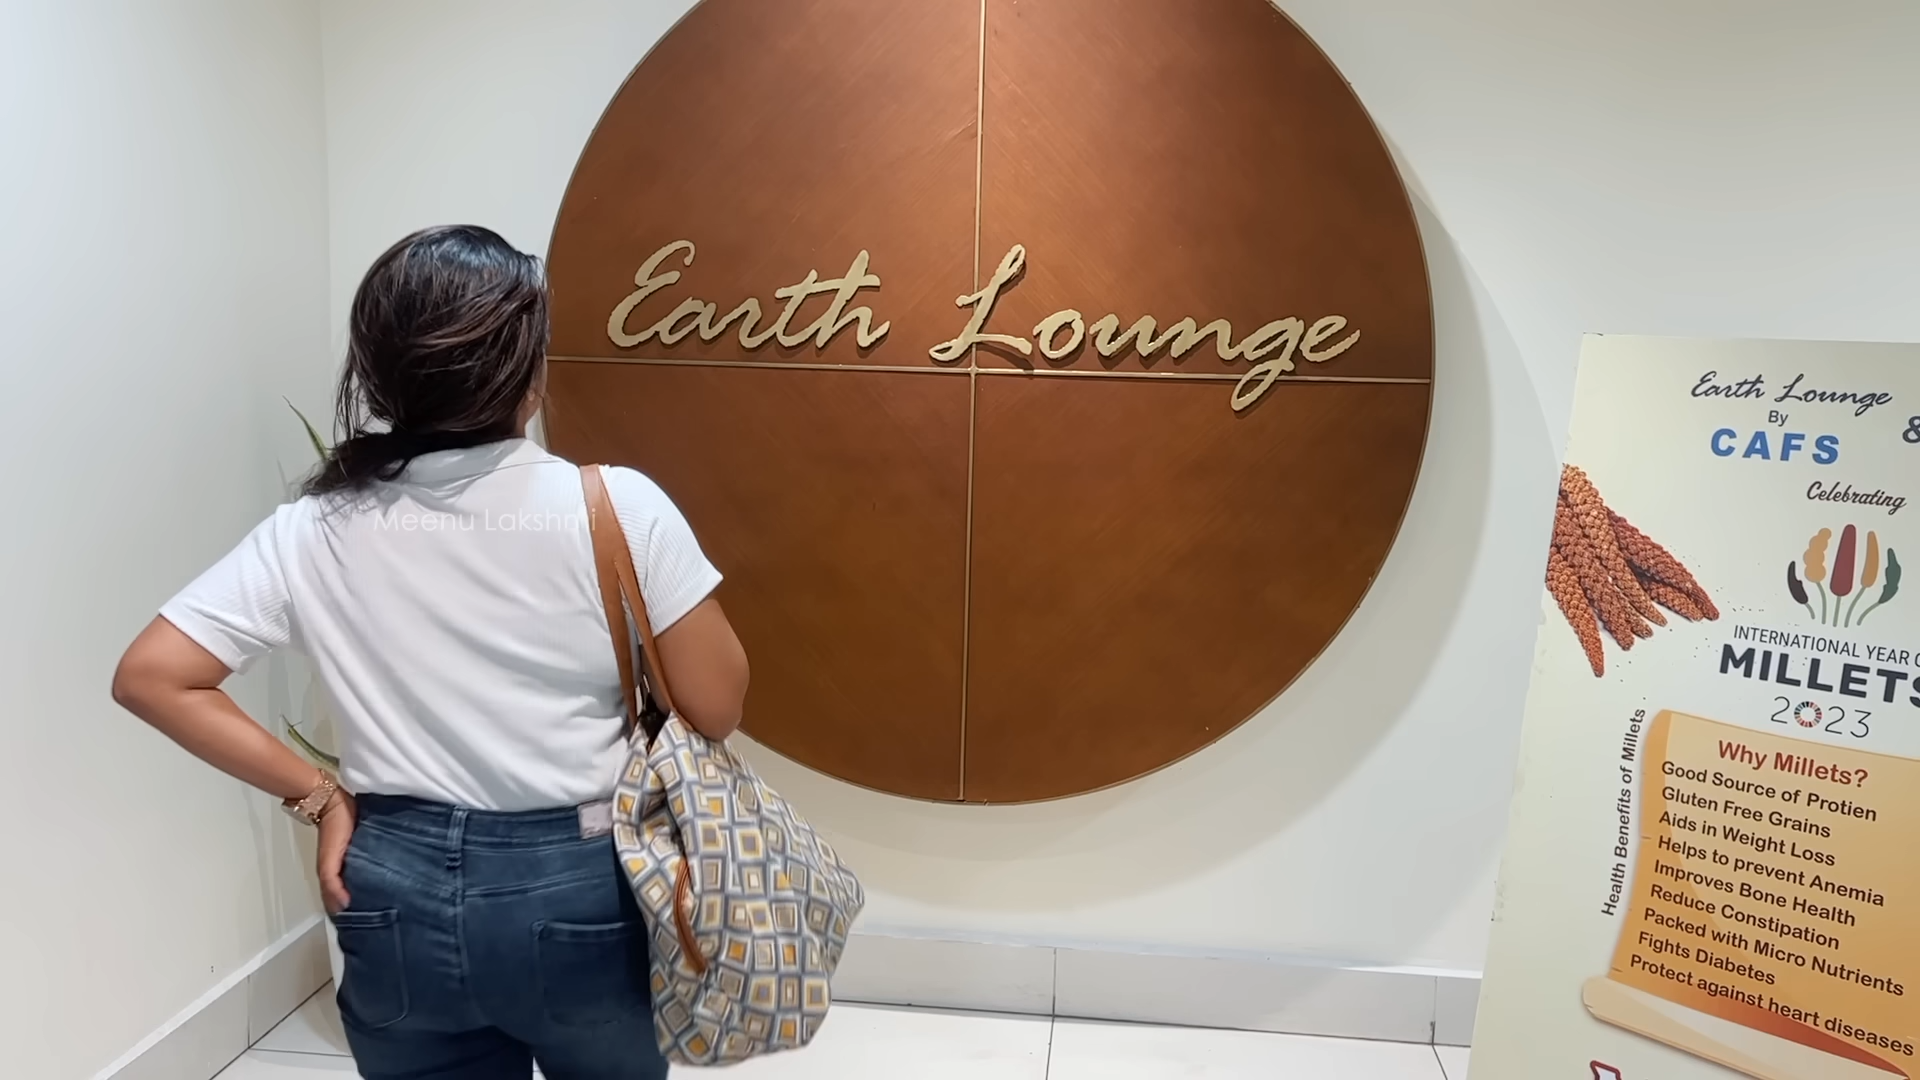 Earth Lounge
Meenu Lakshmi
Earth Lounge
By
CAFS
&
Celebrating
INTERNATIONAL YEAR
MILLETS
2023
Health Benefits of Millets
Why Millets?
Good Source of Protien
Gluten Free Grains
Aids in Weight Loss
Helps to prevent Anemia
Improves Bone Health
Reduce Constipation
Packed with Micro Nutrients
Fights Diabetes
Protect against heart diseases